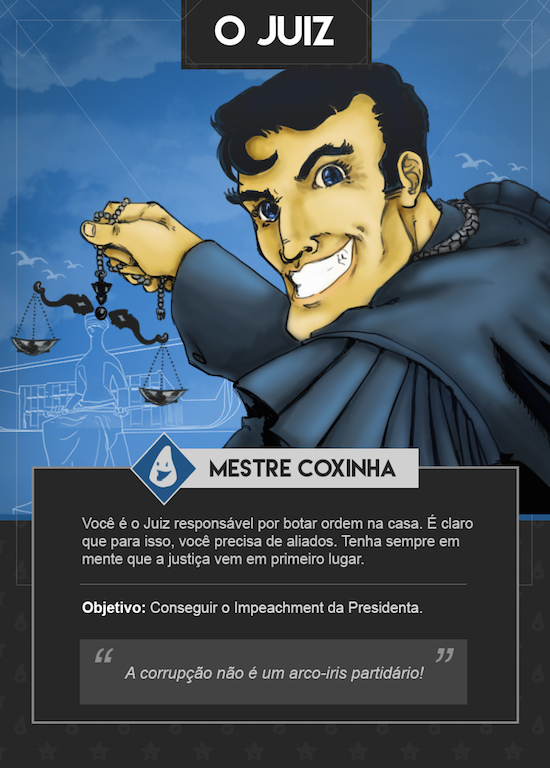 O JUIZ
MESTRE COXINHA
Você é o Juiz responsável por botar ordem na casa. É claro
que para isso, você precisa de aliados. Tenha sempre em
mente que a justiça vem em primeiro lugar.
Objetivo: Conseguir o Impeachment da Presidenta.
“ A corrupção não é um arco-iris partidário! ”